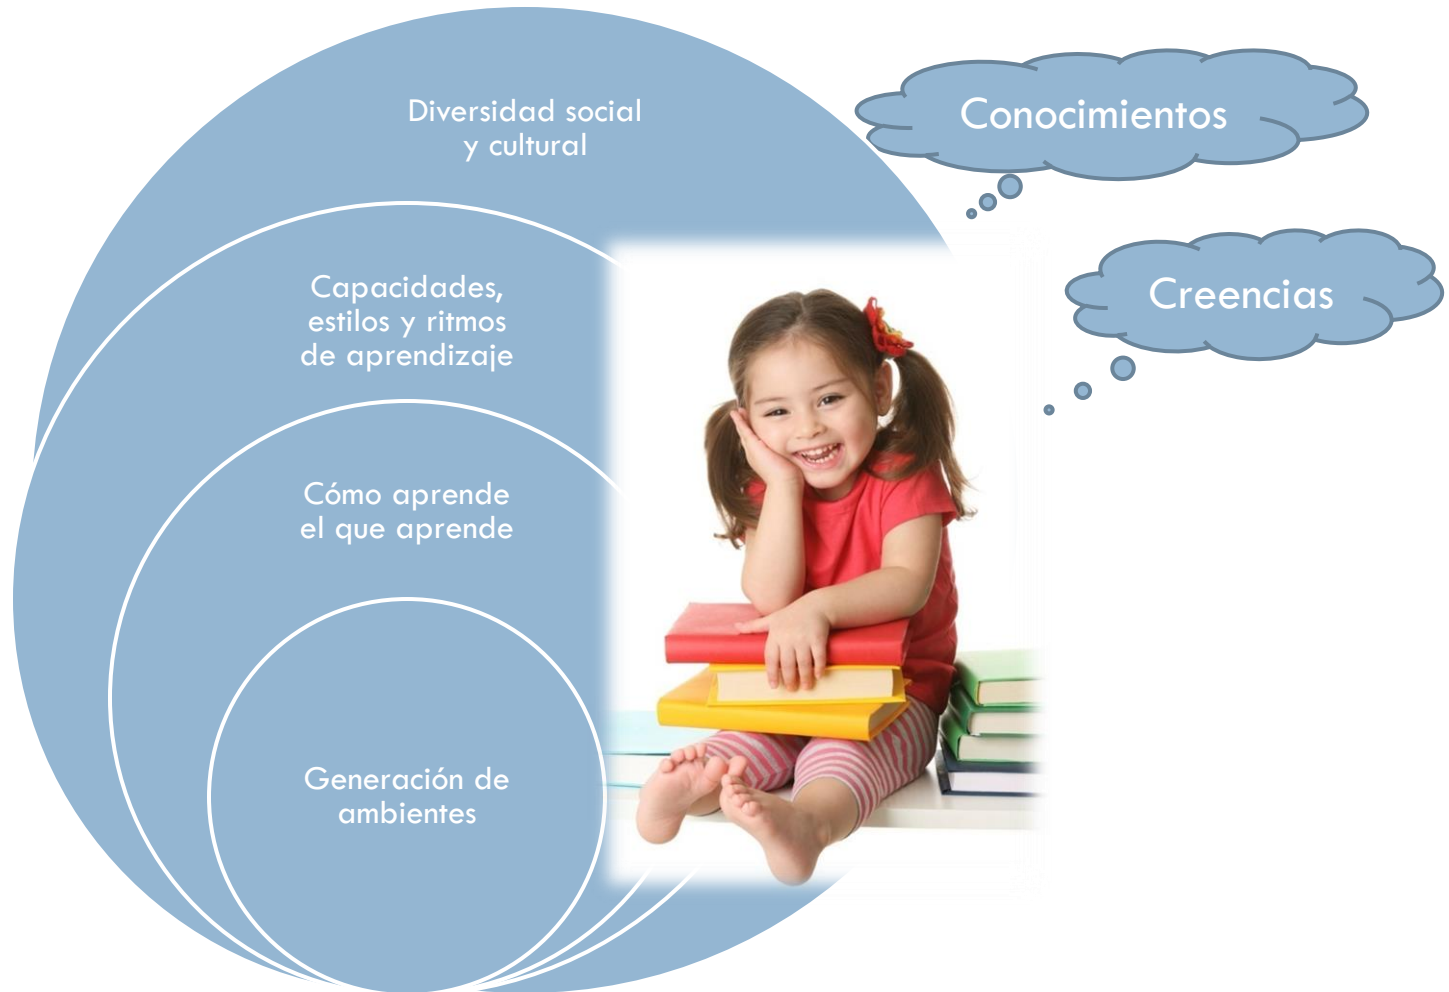 Diversidad social
y cultural
Conocimientos
Creencias
Capacidades,
estilos y ritmos
de aprendizaje
Cómo aprende
el que aprende
Generación de
ambientes